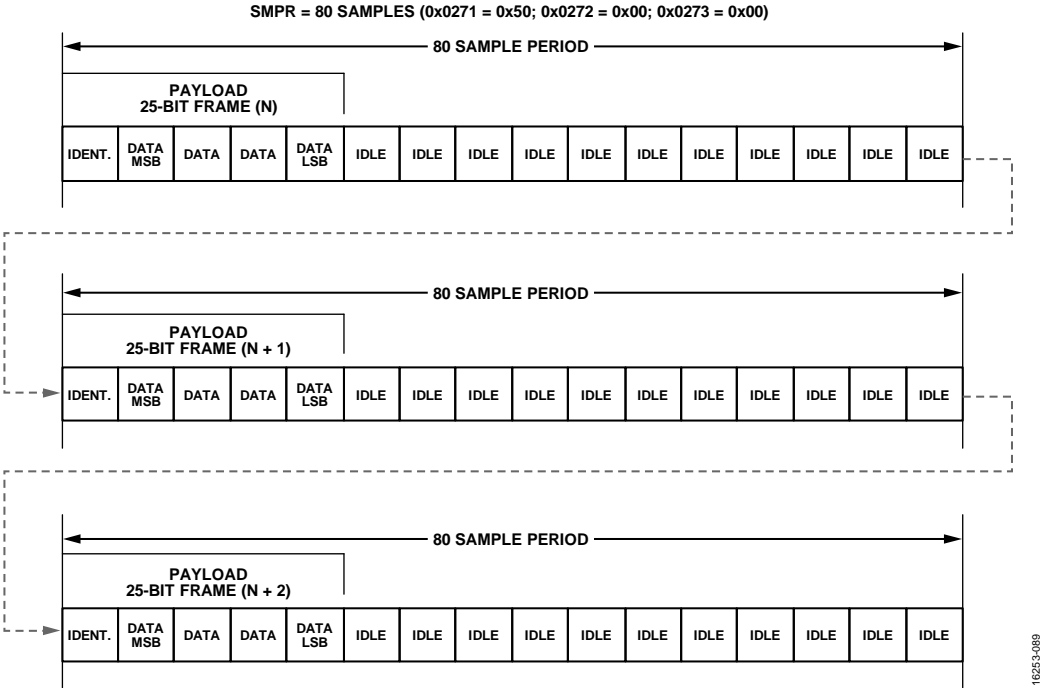 SMPR = 80 SAMPLES (0x0271 = 0x50; 0x0272 = 0x00; 0x0273 = 0x00)
80 SAMPLE PERIOD
PAYLOAD
25-BIT FRAME (N)
IDENT. DATA MSB DATA DATA DATA LSB IDLE IDLE IDLE IDLE IDLE IDLE IDLE IDLE IDLE IDLE IDLE
80 SAMPLE PERIOD
PAYLOAD
25-BIT FRAME (N + 1)
IDENT. DATA MSB DATA DATA DATA LSB IDLE IDLE IDLE IDLE IDLE IDLE IDLE IDLE IDLE IDLE IDLE
80 SAMPLE PERIOD
PAYLOAD
25-BIT FRAME (N + 2)
IDENT. DATA MSB DATA DATA DATA LSB IDLE IDLE IDLE IDLE IDLE IDLE IDLE IDLE IDLE IDLE IDLE
16253-089